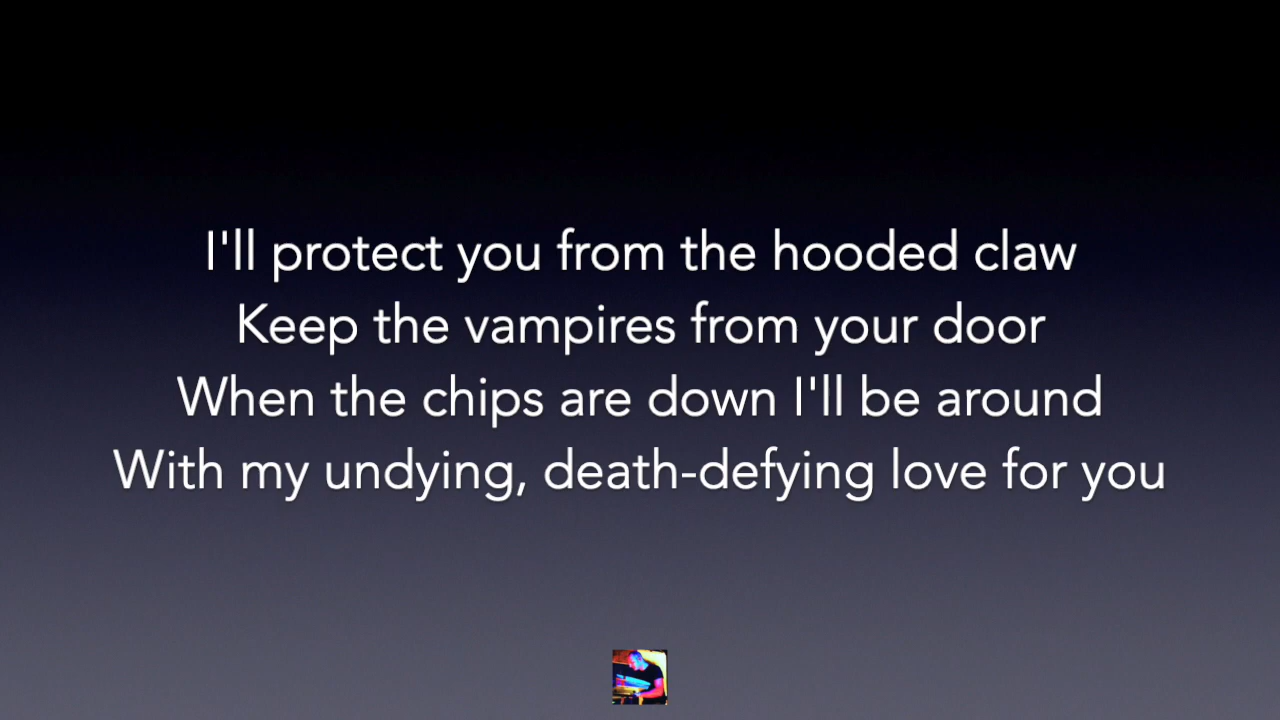 I'll protect you from the hooded claw
Keep the vampires from your door
When the chips are down I'll be around
With my undying, death-defying love for you